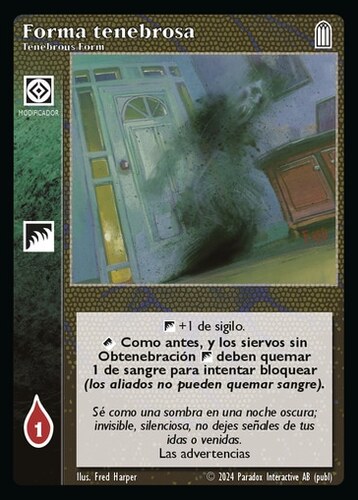 Forma tenebrosa
Tenebrous Form
MODIFICADOR
+1 de sigilo.
Como antes, y los siervos sin
Obtenebración deben quemar
1 de sangre para intentar bloquear
(los aliados no pueden quemar sangre).
Sé como una sombra en una noche oscura;
invisible, silencioso, no dejes señales de tus
idas o venidas.
Las advertencias
1
Ilus. Fred Harper © 2024 Paradox Interactive AB (publ)